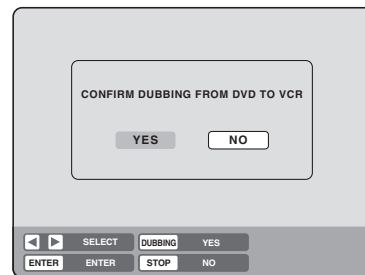 CONFIRM DUBBING FROM DVD TO VCR
YES NO
SELECT DUBBING YES
ENTER ENTER STOP NO